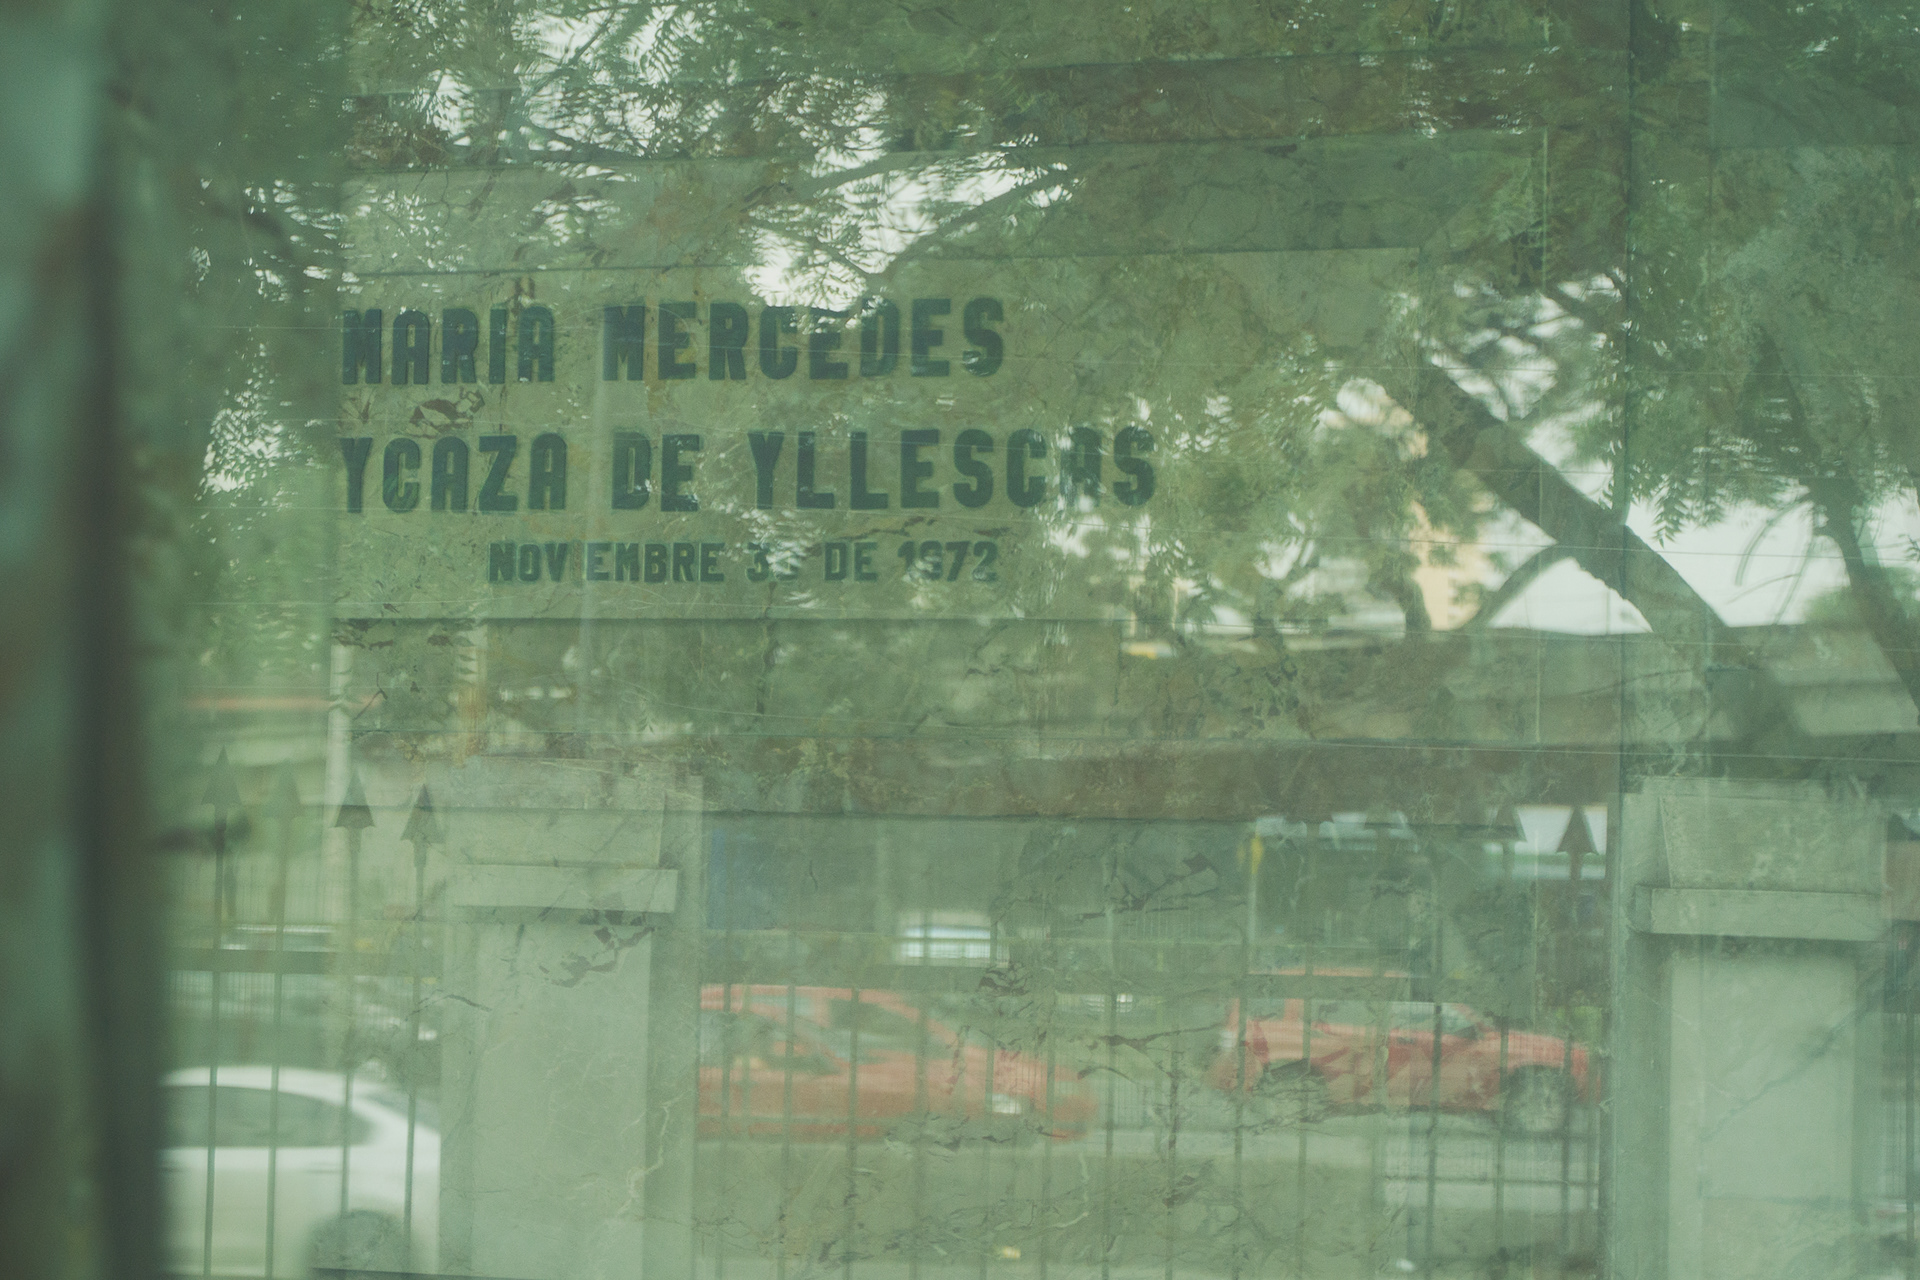 MARIA MERCEDES
YCAZA DE YLLESCAS
NOVIEMBRE DE 1972